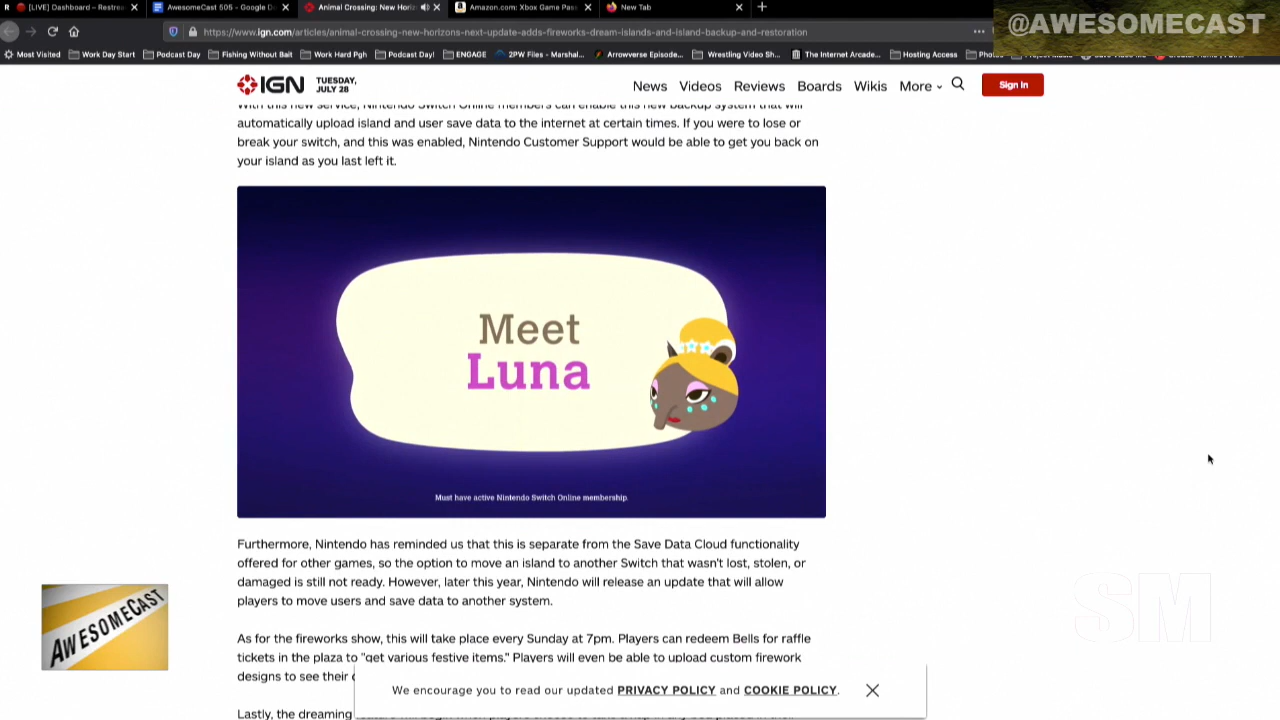 [LIVE] Dashboard – Restrea
AwesomeCast 506 - Google D
Animal Crossing: New Horiz
Amazon.com: Xbox Game Pass
New Tab
https://www.ign.com/articles/animal-crossing-new-horizons-next-update-adds-fireworks-dream-islands-and-island-backup-and-restoration
@AWESOMECAST
Most Visited
Work Day Start
Podcast Day
Fishing Without Bait
Work Hard Pgh
Podcast Day!
ENGAGE
2PW Files - Marshal...
Arrowverse Episode...
Wrestling Video Sh...
The Internet Arcade...
Hosting Access
IGN
TUESDAY,
JULY 28
News Videos Reviews Boards Wikis More
Sign In
With this new service, Nintendo Switch Online members can enable this new backup system that will
automatically upload island and user save data to the internet at certain times. If you were to lose or
break your switch, and this was enabled, Nintendo Customer Support would be able to get you back on
your island as you last left it.
Meet
Luna
Must have active Nintendo Switch Online membership.
Furthermore, Nintendo has reminded us that this is separate from the Save Data Cloud functionality
offered for other games, so the option to move an island to another Switch that wasn't lost, stolen, or
damaged is still not ready. However, later this year, Nintendo will release an update that will allow
players to move users and save data to another system.
AWESOMECAST
SM
As for the fireworks show, this will take place every Sunday at 7pm. Players can redeem Bells for raffle
tickets in the plaza to "get various festive items." Players will even be able to upload custom firework
designs to see their
We encourage you to read our updated PRIVACY POLICY and COOKIE POLICY.
Lastly, the dreaming